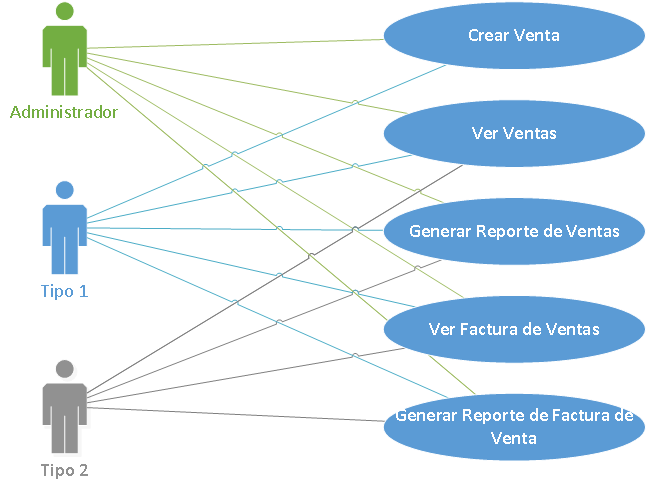 Administrador
Tipo 1
Tipo 2
Crear Venta
Ver Ventas
Generar Reporte de Ventas
Ver Factura de Ventas
Generar Reporte de Factura de
Venta